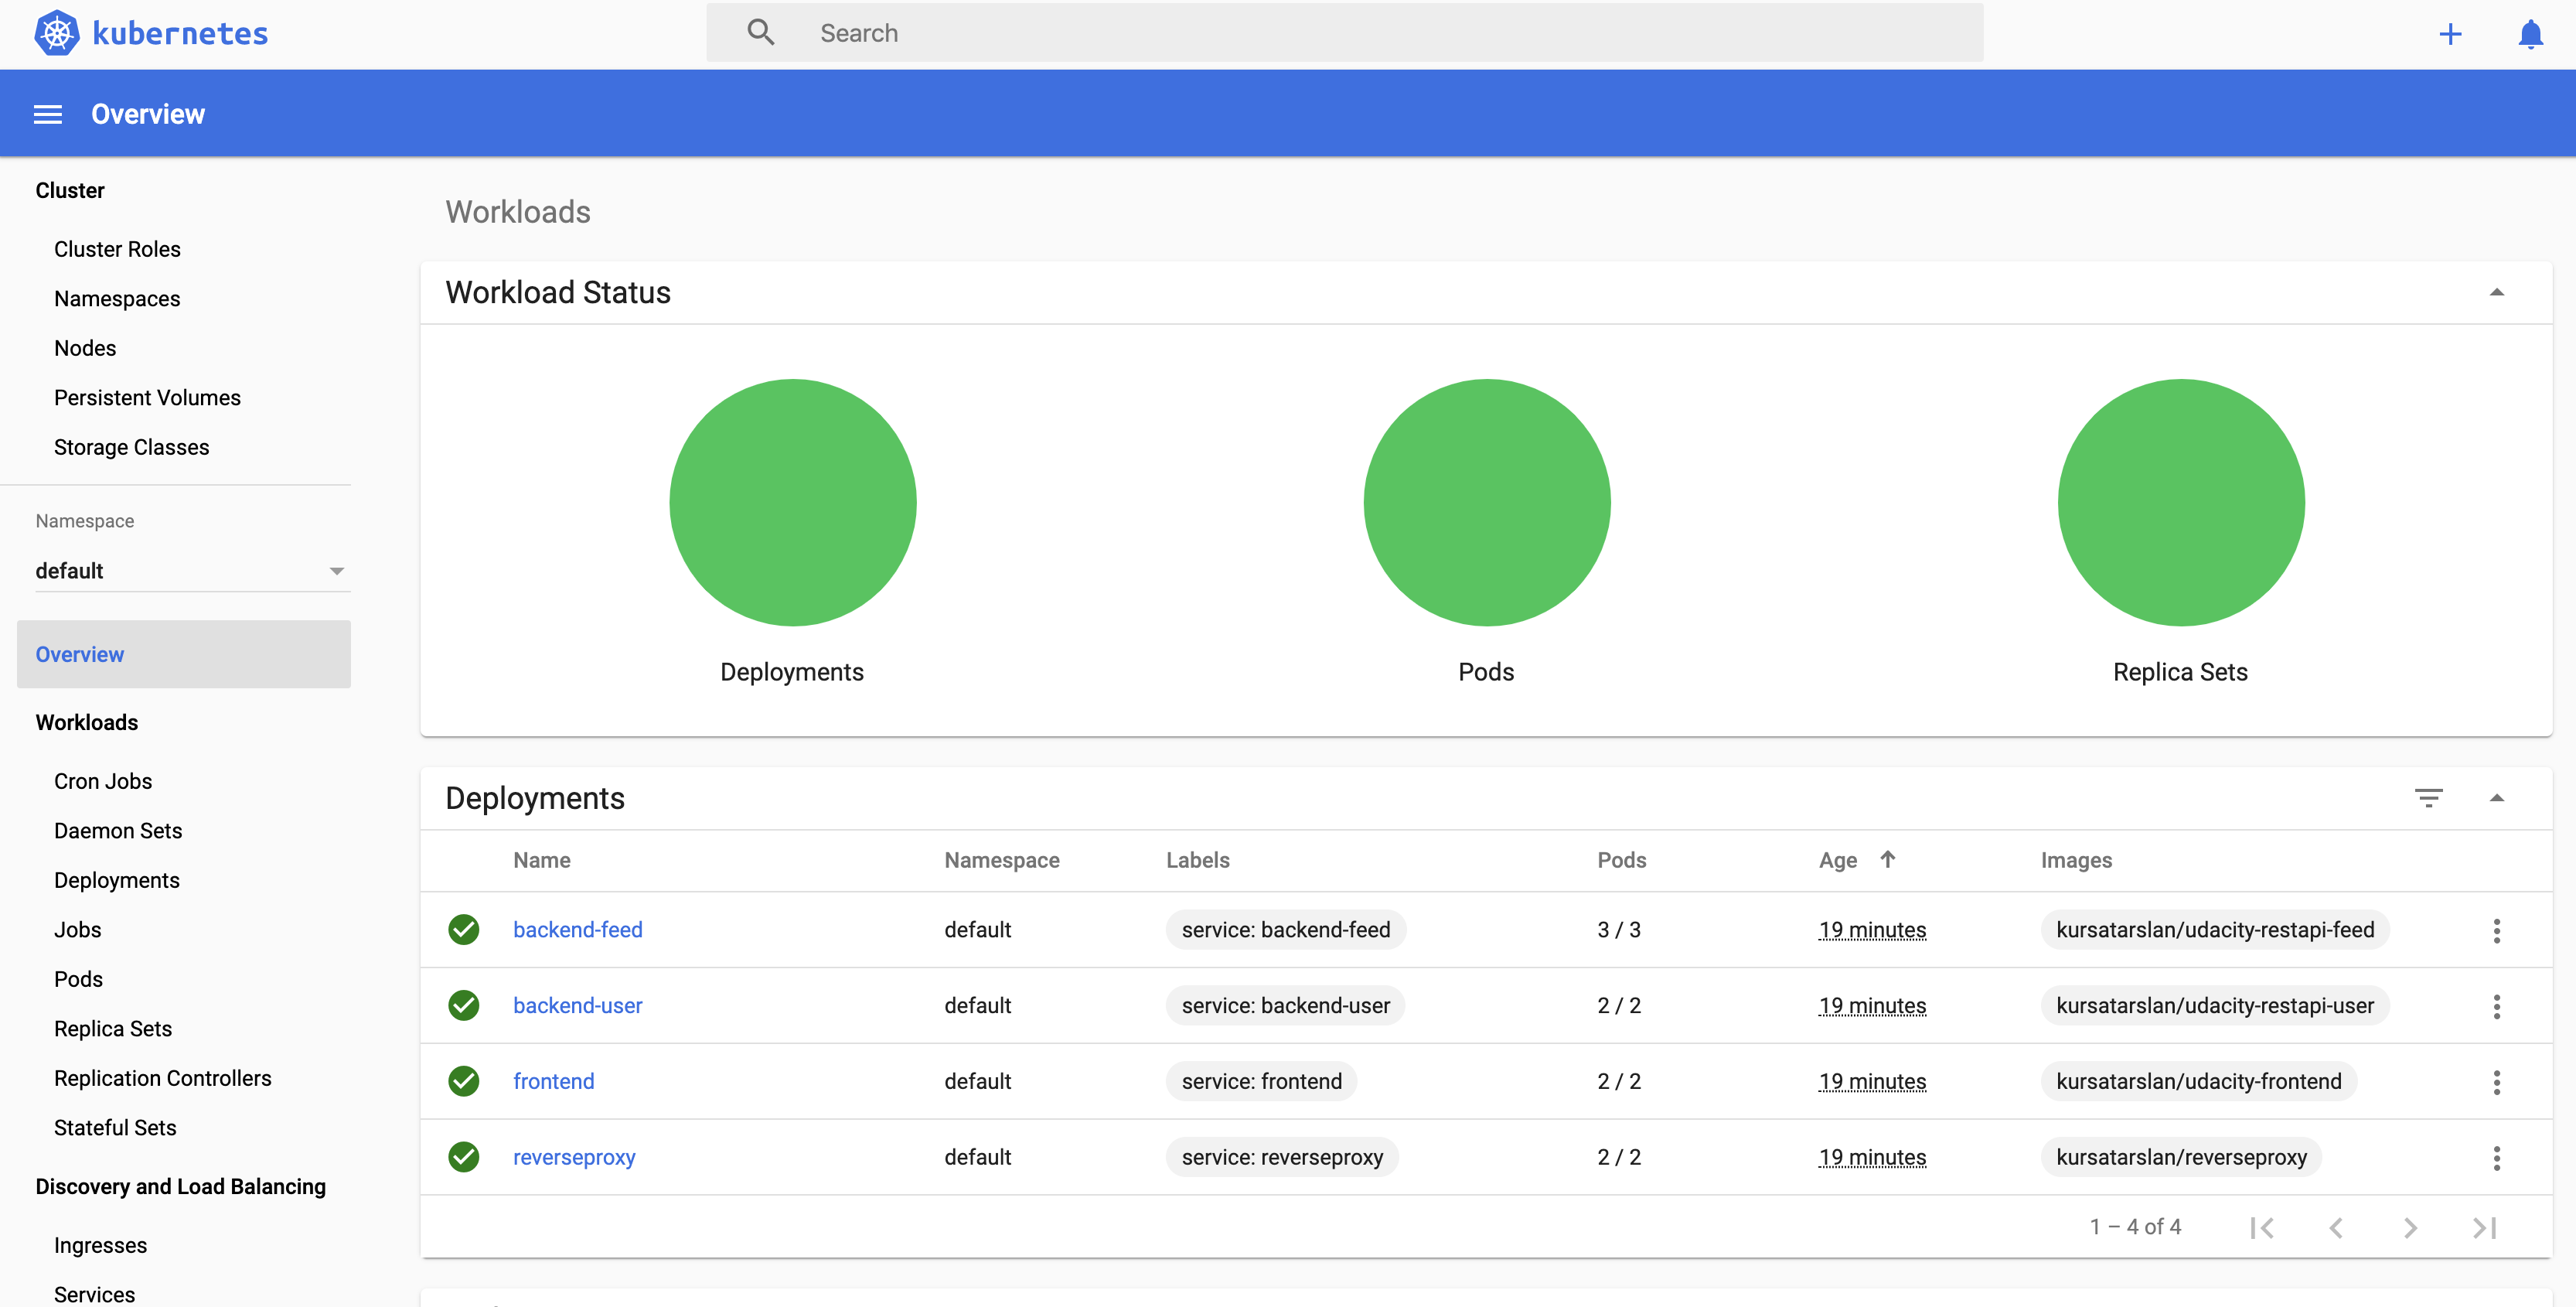 kubernetes
Search
Overview
Cluster
Cluster Roles
Namespaces
Nodes
Persistent Volumes
Storage Classes
Namespace
default
Overview
Workloads
Cron Jobs
Daemon Sets
Deployments
Jobs
Pods
Replica Sets
Replication Controllers
Stateful Sets
Discovery and Load Balancing
Ingresses
Services
Workloads
Workload Status
Deployments
Pods
Replica Sets
Deployments
Name Namespace Labels Pods Age Images
backend-feed default service: backend-feed 3 / 3 19 minutes kursatarslan/udacity-restapi-feed
backend-user default service: backend-user 2 / 2 19 minutes kursatarslan/udacity-restapi-user
frontend default service: frontend 2 / 2 19 minutes kursatarslan/udacity-frontend
reverseproxy default service: reverseproxy 2 / 2 19 minutes kursatarslan/reverseproxy
1 – 4 of 4